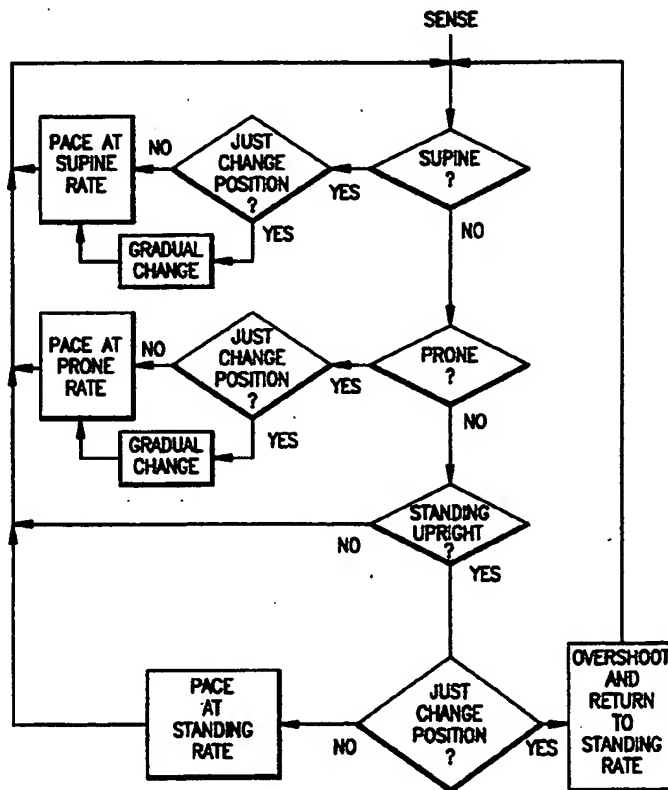 SENSE
SUPINE
?
YES
NO
JUST
CHANGE
POSITION
?
NO
YES
PACE AT
SUPINE
RATE
GRADUAL
CHANGE
PRONE
?
YES
NO
JUST
CHANGE
POSITION
?
NO
YES
PACE AT
PRONE
RATE
GRADUAL
CHANGE
STANDING
UPRIGHT
?
NO
YES
JUST
CHANGE
POSITION
?
NO
YES
PACE
AT
STANDING
RATE
OVERSHOOT
AND
RETURN
TO
STANDING
RATE